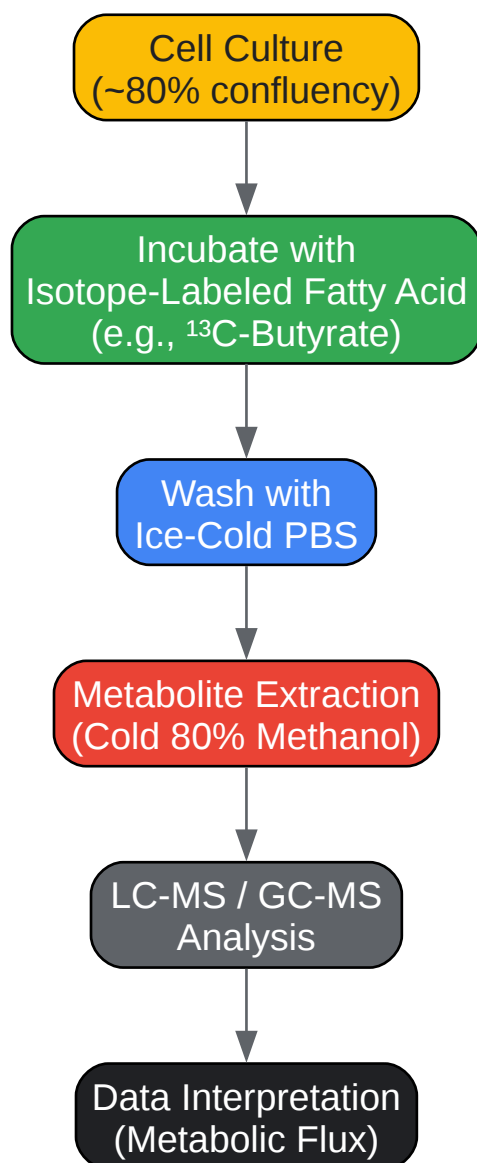 Cell Culture
(~80% confluency)
Incubate with
Isotope-Labeled Fatty Acid
(e.g., ¹³C-Butyrate)
Wash with
Ice-Cold PBS
Metabolite Extraction
(Cold 80% Methanol)
LC-MS / GC-MS
Analysis
Data Interpretation
(Metabolic Flux)